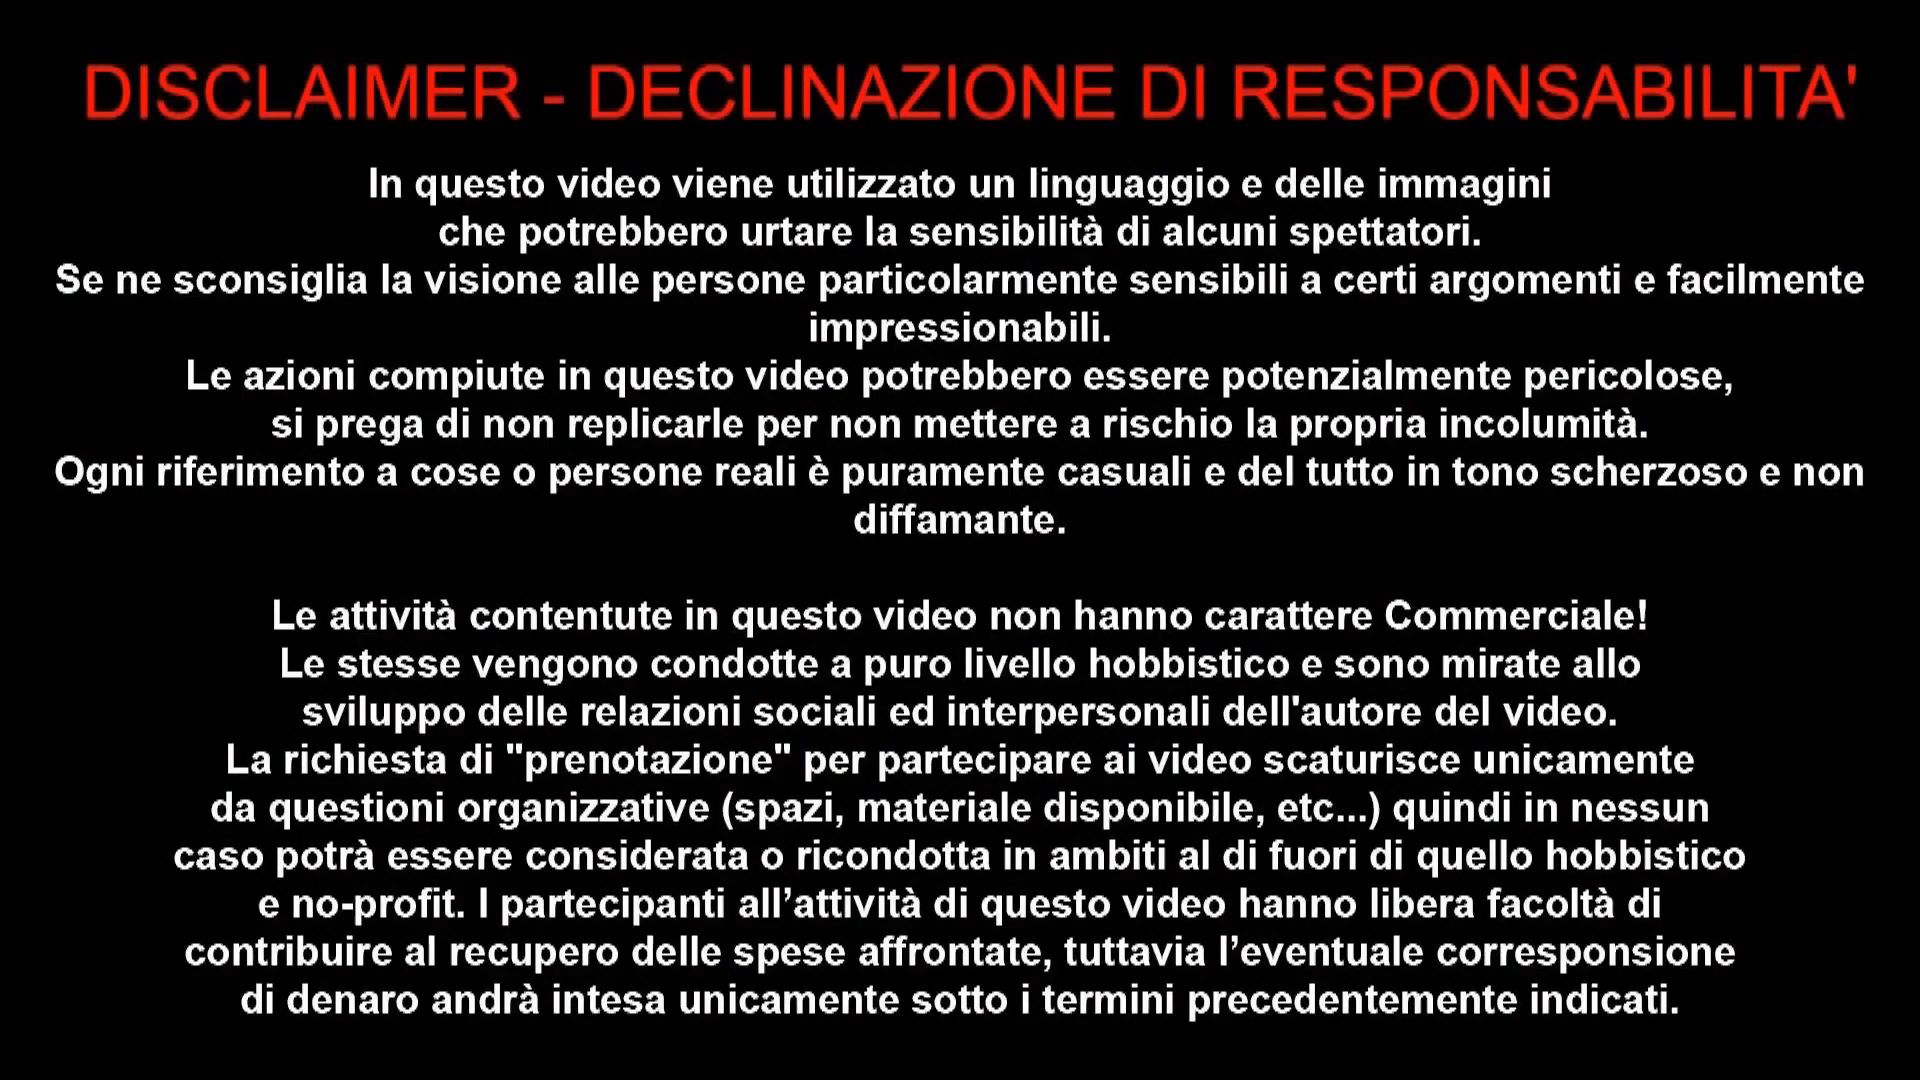 DISCLAIMER - DECLINAZIONE DI RESPONSABILITA'
In questo video viene utilizzato un linguaggio e delle immagini
che potrebbero urtare la sensibilità di alcuni spettatori.
Se ne sconsiglia la visione alle persone particolarmente sensibili a certi argomenti e facilmente
impressionabili.
Le azioni compiute in questo video potrebbero essere potenzialmente pericolose,
si prega di non replicarle per non mettere a rischio la propria incolumità.
Ogni riferimento a cose o persone reali è puramente casuali e del tutto in tono scherzoso e non
diffamante.
Le attività contentute in questo video non hanno carattere Commerciale!
Le stesse vengono condotte a puro livello hobbistico e sono mirate allo
sviluppo delle relazioni sociali ed interpersonali dell'autore del video.
La richiesta di "prenotazione" per partecipare ai video scaturisce unicamente
da questioni organizzative (spazi, materiale disponibile, etc...) quindi in nessun
caso potrà essere considerata o ricondotta in ambiti al di fuori di quello hobbistico
e no-profit. I partecipanti all’attività di questo video hanno libera facoltà di
contribuire al recupero delle spese affrontate, tuttavia l’eventuale corresponsione
di denaro andrà intesa unicamente sotto i termini precedentemente indicati.